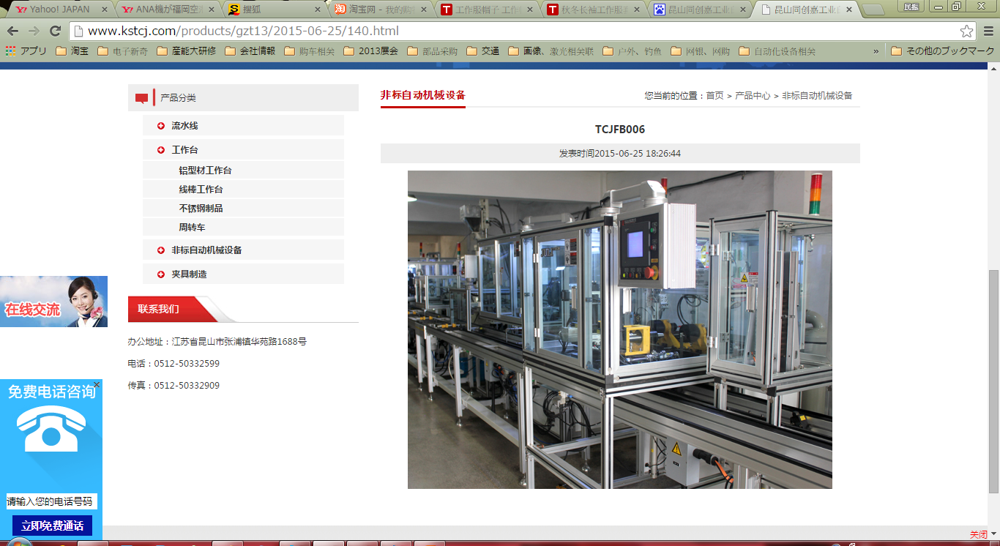 Yahoo! JAPAN
ANA機が福岡空
搜狐
淘宝网 - 我的购
工作服帽子 工作
秋冬长袖工作服
昆山同创嘉工业
昆山同创嘉工业
www.kstcj.com/products/gzt13/2015-06-25/140.html
アプリ
淘宝
电子新奇
産能大研修
会社情報
购车相关
2013展会
部品采购
交通
画像、激光相关联
户外、钓鱼
网银、网购
自动化设备相关
»
その他のブックマーク
产品分类
流水线
工作台
铝型材工作台
线棒工作台
不锈钢制品
周转车
非标自动机械设备
夹具制造
联系我们
办公地址：江苏省昆山市张浦镇华苑路1688号
电话：0512-50332599
传真：0512-50332909
非标自动机械设备
您当前的位置：首页 > 产品中心 > 非标自动机械设备
TCJFB006
发表时间2015-06-25 18:26:44
在线交流
免费电话咨询
请输入您的电话号码
立即免费通话
关闭